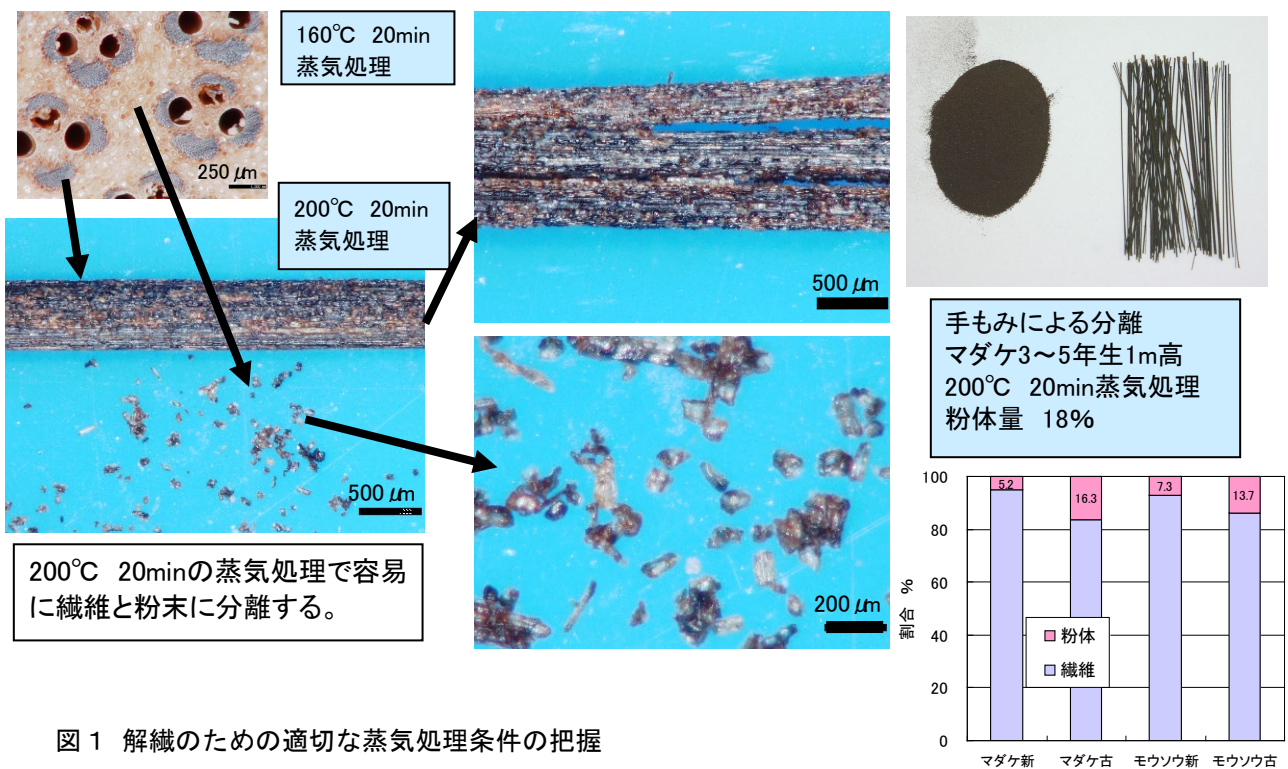 160℃ 20min
蒸気処理
250 μm
200℃ 20min
蒸気処理
500 μm
500 μm
200 μm
200℃ 20minの蒸気処理で容易
に繊維と粉末に分離する。
手もみによる分離
マダケ3～5年生1m高
200℃ 20min蒸気処理
粉体量 18%
割合 %
100
80
60
40
20
0
5.2
16.3
7.3
13.7
粉体
繊維
マダケ新 マダケ古 モウソウ新 モウソウ古
図１ 解繊のための適切な蒸気処理条件の把握